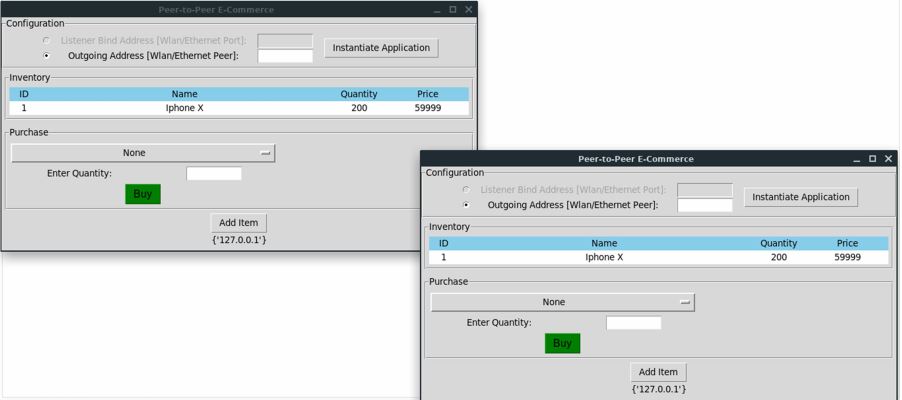 Peer-to-Peer E-Commerce
Configuration
Listener Bind Address [Wlan/Ethernet Port]:
Outgoing Address [Wlan/Ethernet Peer]:
Instantiate Application
Inventory
ID Name Quantity Price
1 Iphone X 200 59999
Purchase
None
Enter Quantity:
Buy
Add Item
{'127.0.0.1'}
Peer-to-Peer E-Commerce
Configuration
Listener Bind Address [Wlan/Ethernet Port]:
Outgoing Address [Wlan/Ethernet Peer]:
Instantiate Application
Inventory
ID Name Quantity Price
1 Iphone X 200 59999
Purchase
None
Enter Quantity:
Buy
Add Item
{'127.0.0.1'}